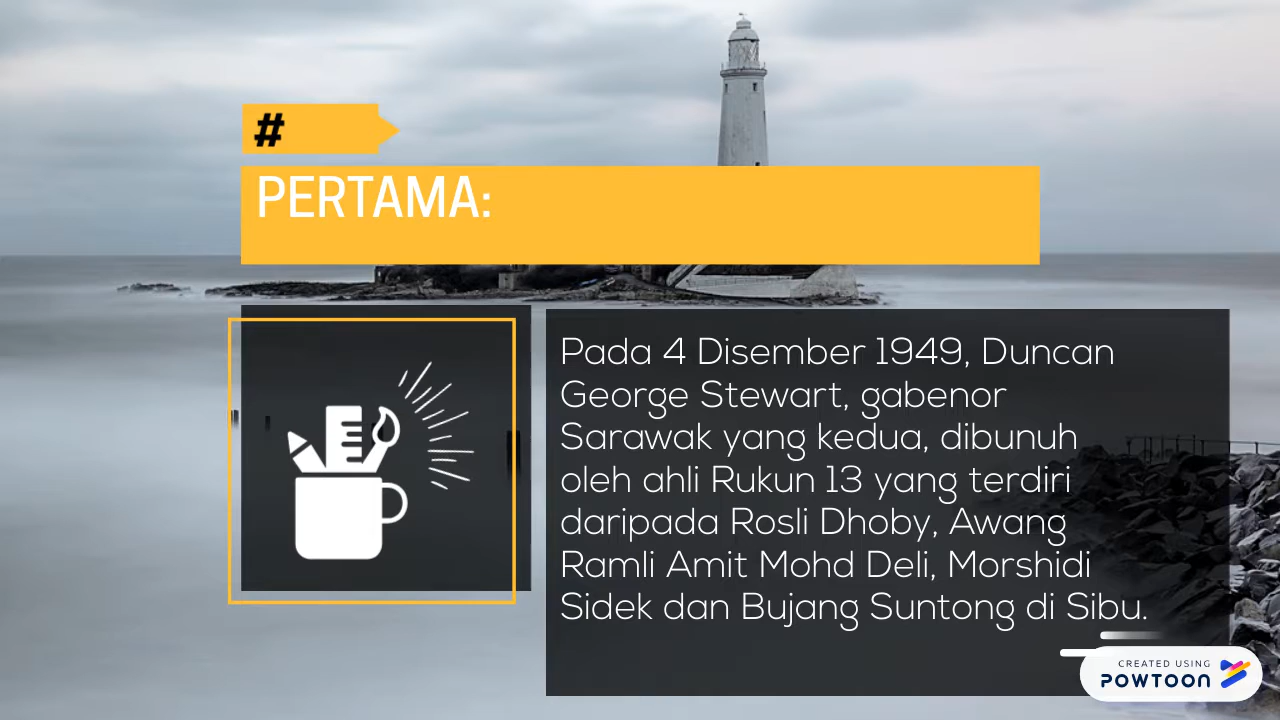 #
PERTAMA:
Pada 4 Disember 1949, Duncan
George Stewart, gabenor
Sarawak yang kedua, dibunuh
oleh ahli Rukun 13 yang terdiri
daripada Rosli Dhoby, Awang
Ramli Amit Mohd Deli, Morshidi
Sidek dan Bujang Suntong di Sibu.
CREATED USING
POWTOON